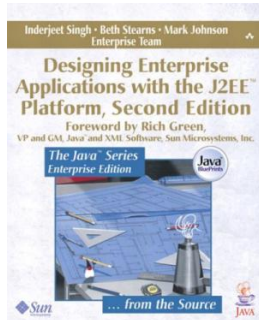 Inderjeet Singh • Beth Stearns • Mark Johnson
Enterprise Team
Designing Enterprise
Applications with the J2EE™
Platform, Second Edition
Foreword by Rich Green,
VP and GM, Java™ and XML Software, Sun Microsystems, Inc.
The Java™ Series
Enterprise Edition
Java™
BluePrints
Sun
... from the Source
JAVA